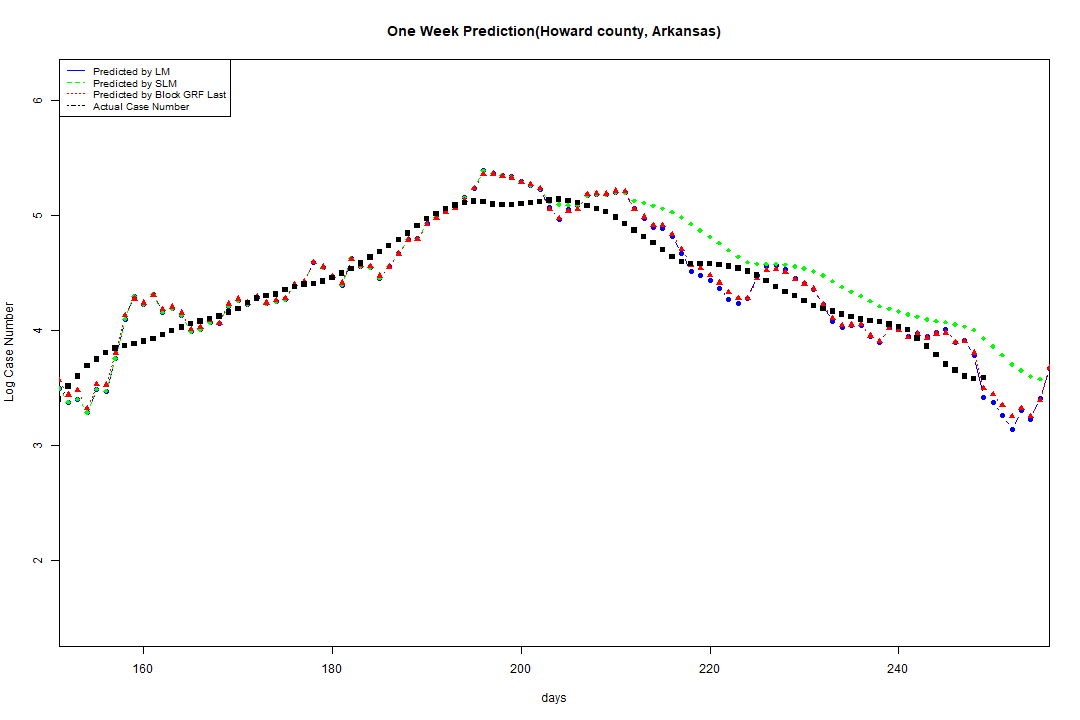 One Week Prediction(Howard county, Arkansas)
Predicted by LM
Predicted by SLM
Predicted by Block GRF Last
Actual Case Number
6
5
4
3
2
Log Case Number
160 180 200 220 240
days